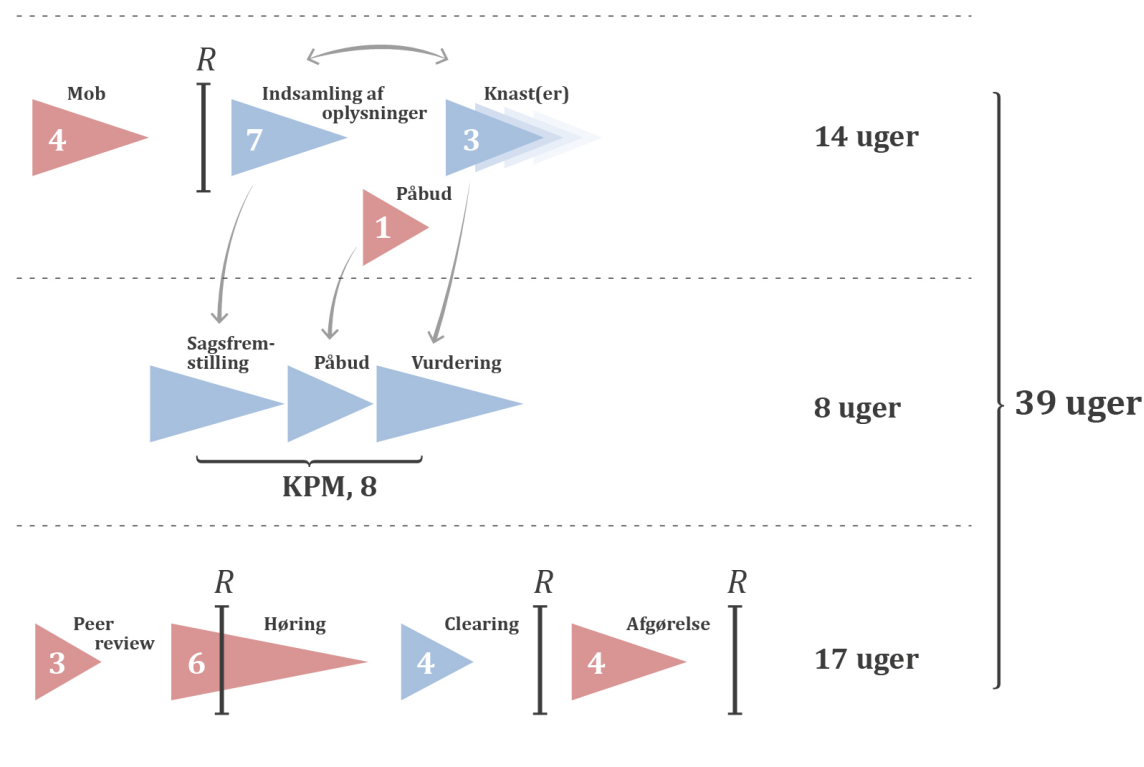 R
Mob
Indsamling af
oplysninger
Knast(er)
4
7
3
14 uger
Påbud
1
Sagsfrem-
stilling
Påbud
Vurdering
8 uger
39 uger
KPM, 8
R
R
R
Peer
review
Høring
Clearing
Afgørelse
3
6
4
4
17 uger